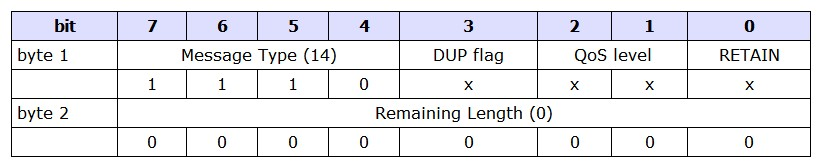 bit 7 6 5 4 3 2 1 0
byte 1 Message Type (14) DUP flag QoS level RETAIN
1 1 1 0 x x x x
byte 2 Remaining Length (0)
0 0 0 0 0 0 0 0